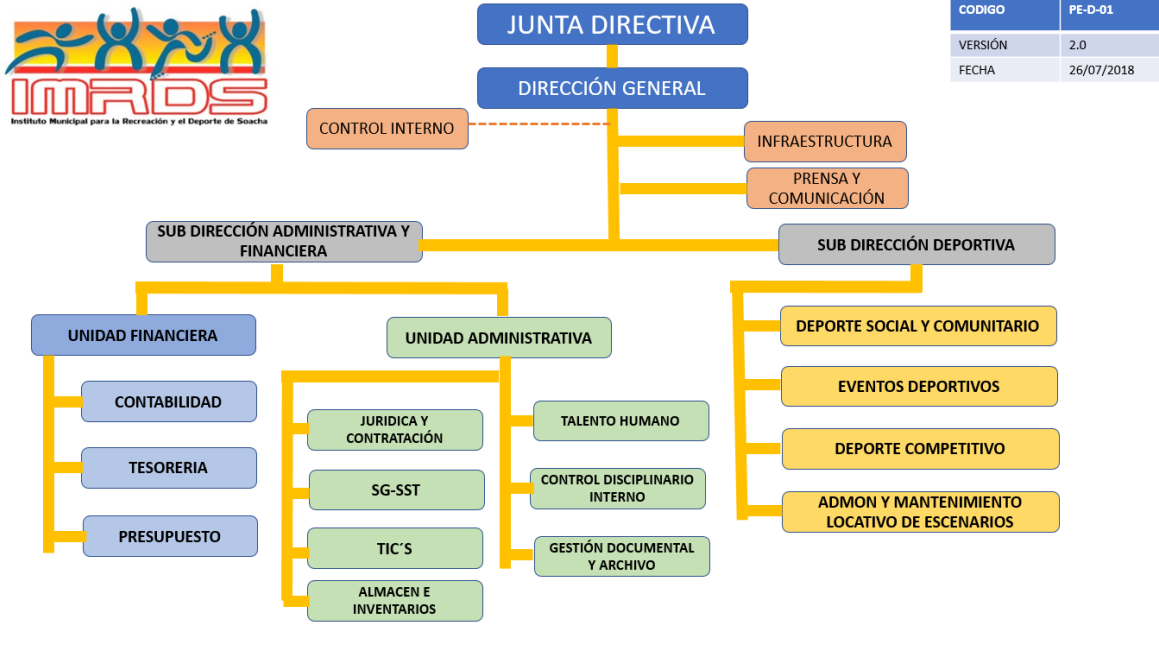 IMRDS
Instituto Municipal para la Recreación y el Deporte de Soacha
JUNTA DIRECTIVA
CODIGO PE-D-01
VERSIÓN 2.0
FECHA 26/07/2018
DIRECCIÓN GENERAL
CONTROL INTERNO
INFRAESTRUCTURA
PRENSA Y
COMUNICACIÓN
SUB DIRECCIÓN ADMINISTRATIVA Y
FINANCIERA
SUB DIRECCIÓN DEPORTIVA
UNIDAD FINANCIERA
CONTABILIDAD
TESORERIA
PRESUPUESTO
UNIDAD ADMINISTRATIVA
JURIDICA Y
CONTRATACIÓN
SG-SST
TIC´S
ALMACEN E
INVENTARIOS
TALENTO HUMANO
CONTROL DISCIPLINARIO
INTERNO
GESTIÓN DOCUMENTAL
Y ARCHIVO
DEPORTE SOCIAL Y COMUNITARIO
EVENTOS DEPORTIVOS
DEPORTE COMPETITIVO
ADMON Y MANTENIMIENTO
LOCATIVO DE ESCENARIOS